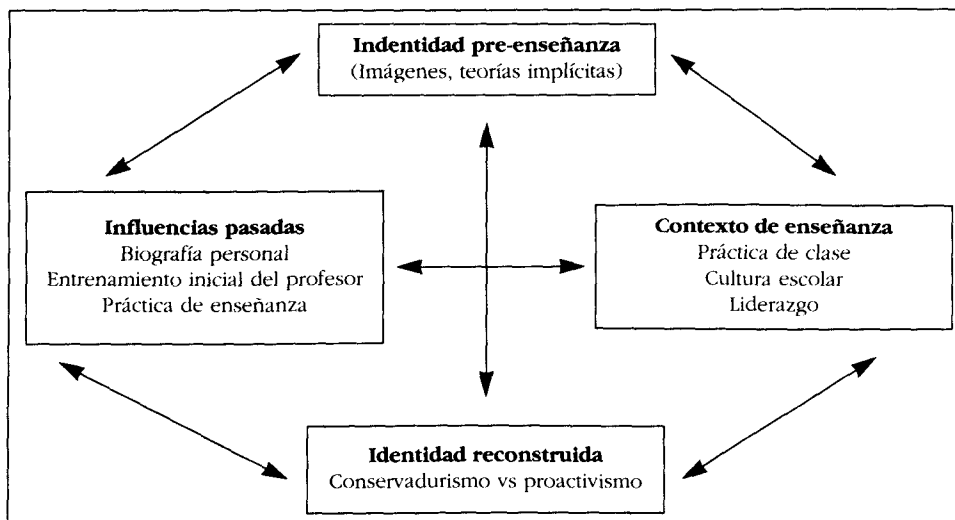 Indentidad pre-enseñanza
(Imágenes, teorías implícitas)
Influencias pasadas
Biografía personal
Entrenamiento inicial del profesor
Práctica de enseñanza
Contexto de enseñanza
Práctica de clase
Cultura escolar
Liderazgo
Identidad reconstruida
Conservadurismo vs proactivismo